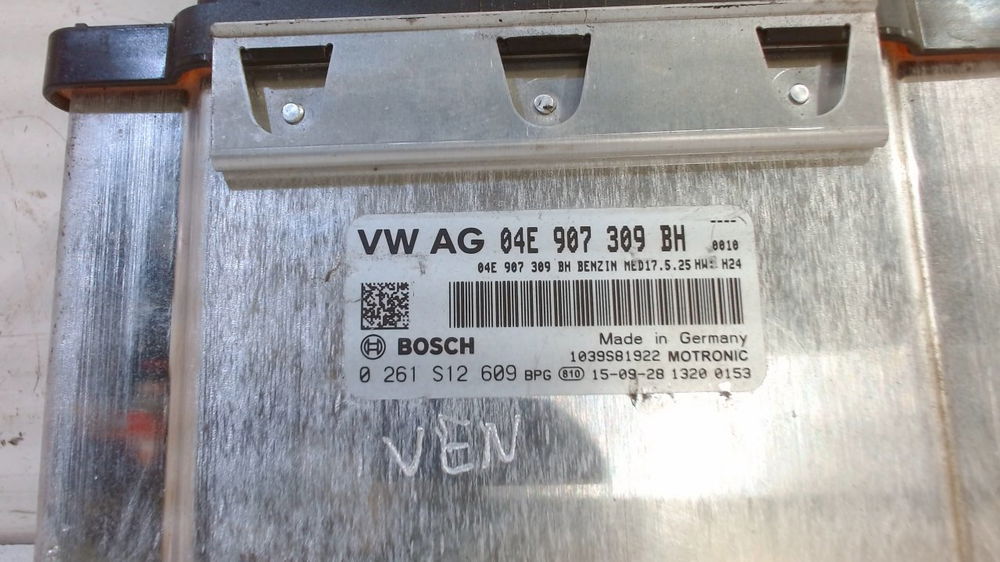 ----
VW AG 04E 907 309 BH 0010
04E 907 309 BH BENZIN MED17.5.25 HW: H24
BOSCH
Made in Germany
1039S81922 MOTRONIC
0 261 S12 609 BPG 810 15-09-28 1320 0153
VEN